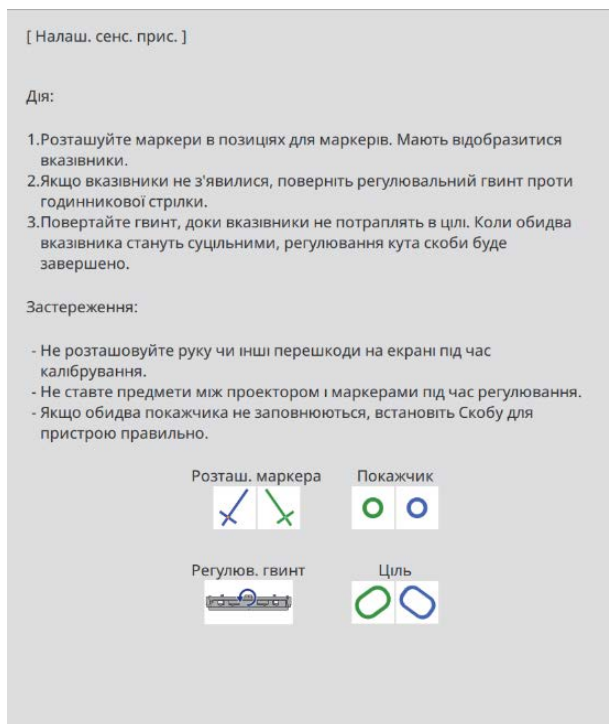 [ Налаш. сенс. прис. ]
Дія:
1.Розташуйте маркери в позиціях для маркерів. Мають відобразитися
вказівники.
2.Якщо вказівники не з'явилися, поверніть регулювальний гвинт проти
годинникової стрілки.
3.Повертайте гвинт, доки вказівники не потраплять в цілі. Коли обидва
вказівника стануть суцільними, регулювання кута скоби буде
завершено.
Застереження:
- Не розташовуйте руку чи інші перешкоди на екрані під час
калібрування.
- Не ставте предмети між проектором і маркерами під час регулювання.
- Якщо обидва покажчика не заповнюються, встановіть Скобу для
пристрою правильно.
Розташ. маркера Покажчик
Регулюв. гвинт Ціль